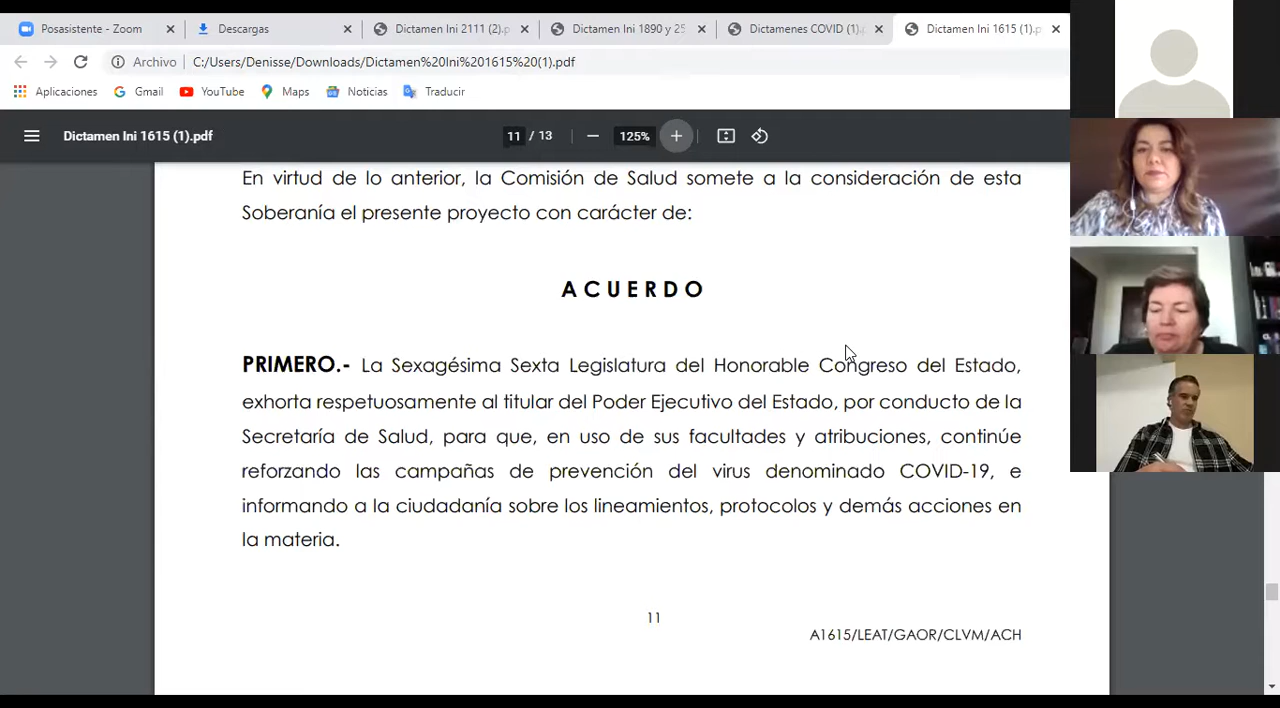 Posasistente - Zoom
Descargas
Dictamen Ini 2111 (2).p
Dictamen Ini 1890 y 25
Dictamenes COVID (1).
Dictamen Ini 1615 (1).p
Archivo C:/Users/Denisse/Downloads/Dictamen%20Ini%201615%20(1).pdf
Aplicaciones Gmail YouTube Maps Noticias Traducir
Dictamen Ini 1615 (1).pdf 11 / 13 125%
En virtud de lo anterior, la Comisión de Salud somete a la consideración de esta
Soberanía el presente proyecto con carácter de:
A C U E R D O
PRIMERO.- La Sexagésima Sexta Legislatura del Honorable Congreso del Estado,
exhorta respetuosamente al titular del Poder Ejecutivo del Estado, por conducto de la
Secretaría de Salud, para que, en uso de sus facultades y atribuciones, continúe
reforzando las campañas de prevención del virus denominado COVID-19, e
informando a la ciudadanía sobre los lineamientos, protocolos y demás acciones en
la materia.
11
A1615/LEAT/GAOR/CLVM/ACH